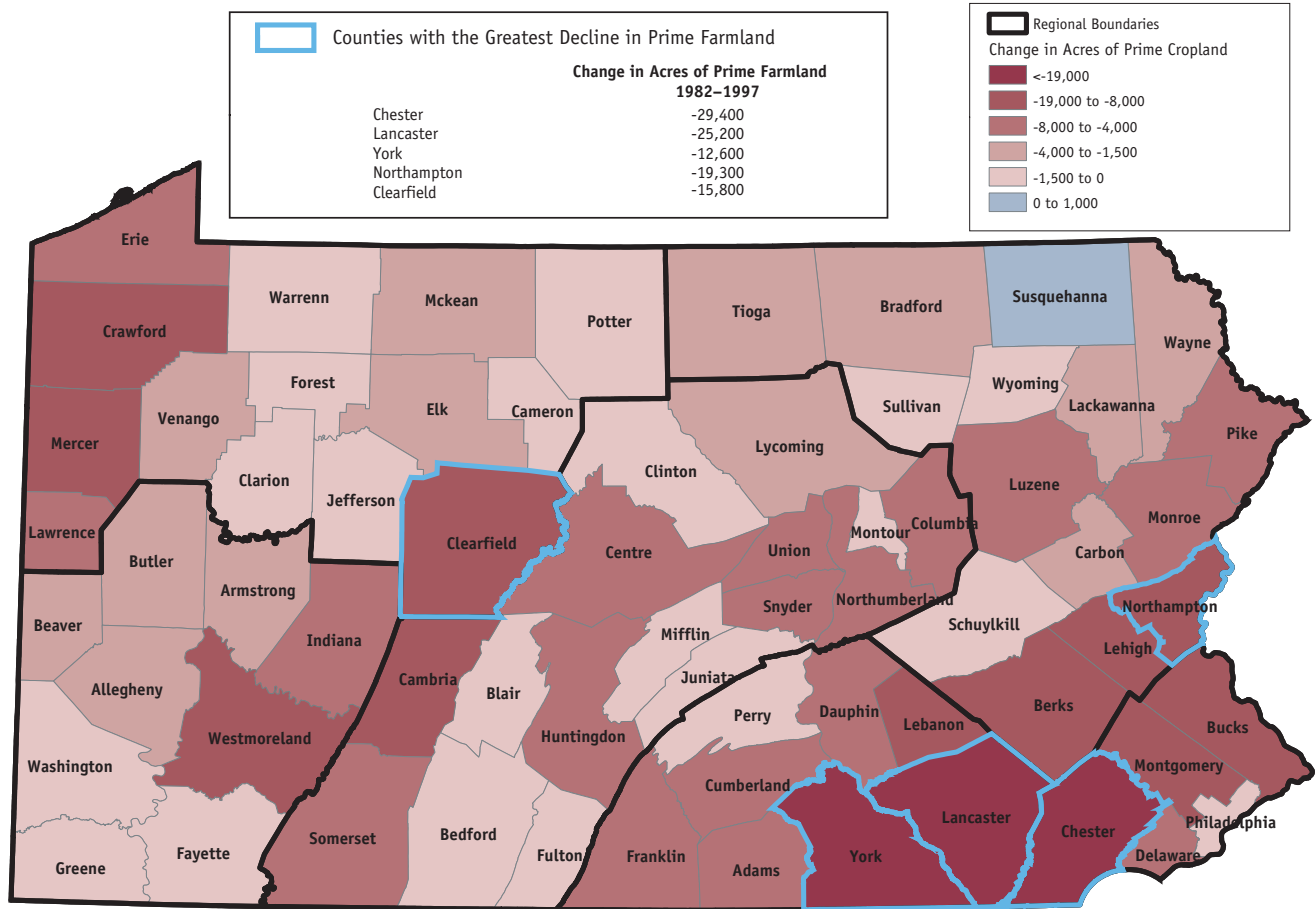 Counties with the Greatest Decline in Prime Farmland
Change in Acres of Prime Farmland
1982–1997
Chester -29,400
Lancaster -25,200
York -12,600
Northampton -19,300
Clearfield -15,800
Regional Boundaries
Change in Acres of Prime Cropland
<-19,000
-19,000 to -8,000
-8,000 to -4,000
-4,000 to -1,500
-1,500 to 0
0 to 1,000
Erie
Crawford
Warrenn
Mckean
Potter
Tioga
Bradford
Susquehanna
Wayne
Mercer
Venango
Forest
Elk
Cameron
Clinton
Lycoming
Sullivan
Wyoming
Lackawanna
Pike
Lawrence
Clarion
Jefferson
Clearfield
Centre
Union
Montour
Columbia
Luzene
Monroe
Butler
Armstrong
Indiana
Snyder
Northumberland
Carbon
Northampton
Beaver
Allegheny
Westmoreland
Cambria
Blair
Mifflin
Juniata
Schuylkill
Lehigh
Washington
Huntingdon
Perry
Dauphin
Lebanon
Berks
Bucks
Montgomery
Greene
Fayette
Somerset
Bedford
Fulton
Franklin
Cumberland
Adams
York
Lancaster
Chester
Delaware
Philadelphia